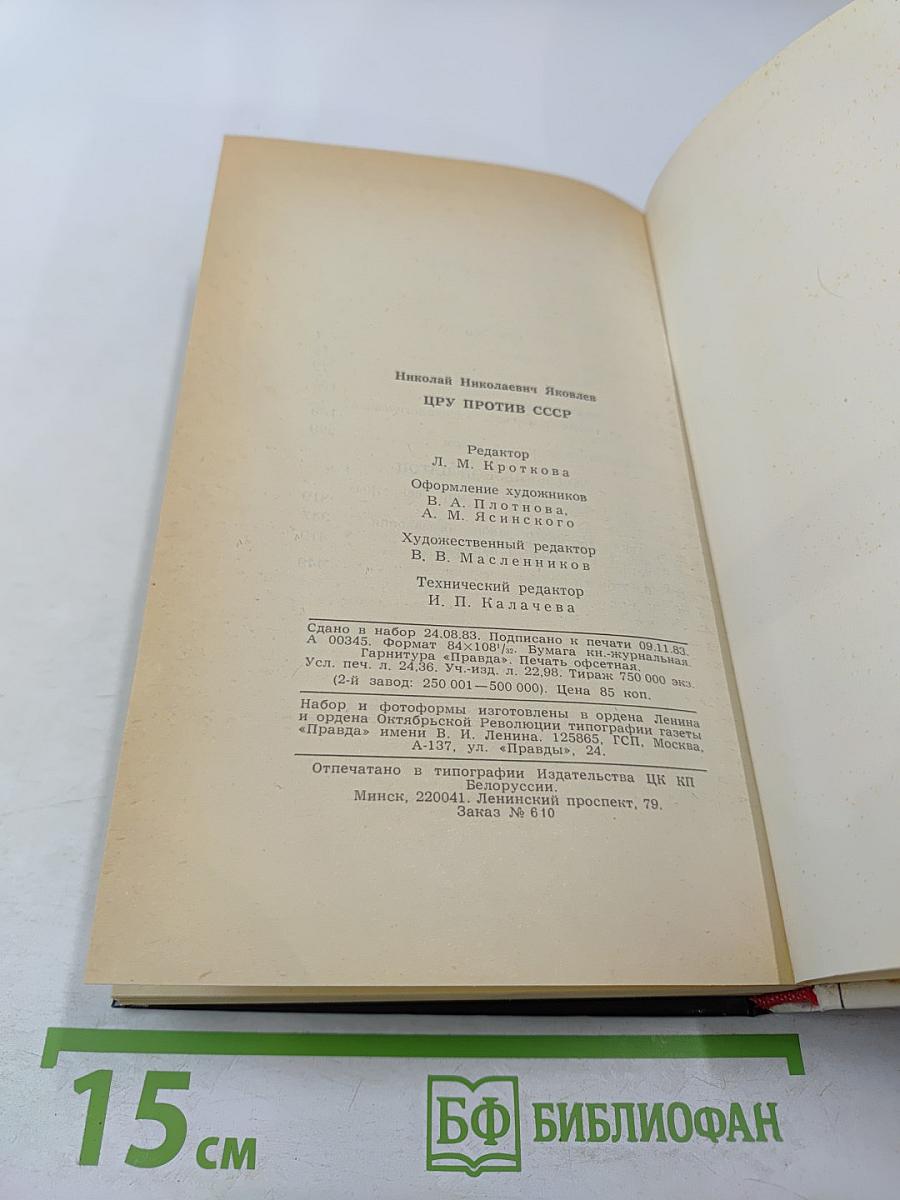 Николай Николаевич Яковлев
ЦРУ ПРОТИВ СССР
Редактор
Л. М. Кроткова
Оформление художников
В. А. Плотнова,
А. М. Ясинского
Художественный редактор
В. В. Масленников
Технический редактор
И. П. Калачева
Сдано в набор 24.08.83. Подписано к печати 09.11.83.
А 00345. Формат 84×108¹/₃₂. Бумага кн.-журнальная.
Гарнитура «Правда». Печать офсетная.
Усл. печ. л. 24,36. Уч.-изд. л. 22,98. Тираж 750 000 экз.
(2-й завод: 250 001—500 000). Цена 85 коп.
Набор и фотоформы изготовлены в ордена Ленина
и ордена Октябрьской Революции типографии газеты
«Правда» имени В. И. Ленина. 125865, ГСП, Москва,
А-137, ул. «Правды», 24.
Отпечатано в типографии Издательства ЦК КП
Белоруссии.
Минск, 220041. Ленинский проспект, 79.
Заказ № 610
15 см
БФ БИБЛИОФАН